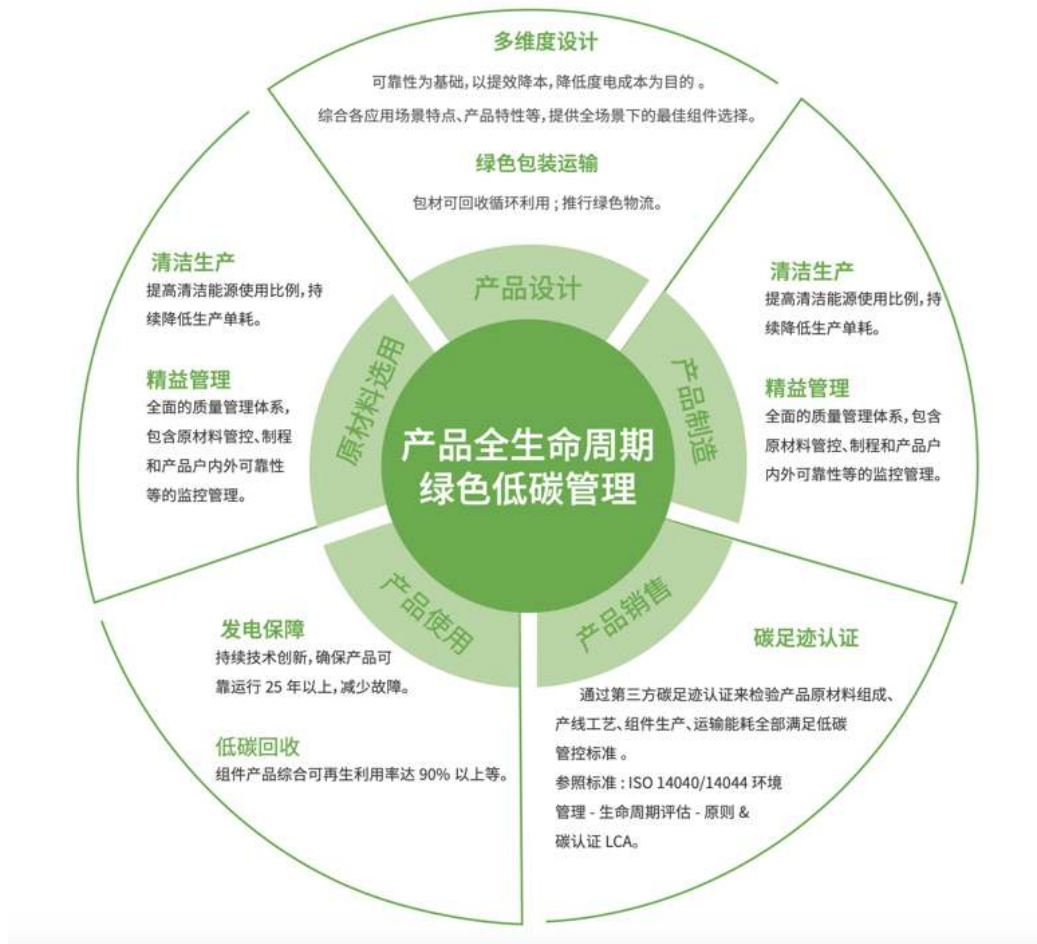 多维度设计
可靠性为基础,以提效降本,降低度电成本为目的。
综合各应用场景特点、产品特性等,提供全场景下的最佳组件选择。
绿色包装运输
包材可回收循环利用;推行绿色物流。
产品设计
清洁生产
提高清洁能源使用比例,持
续降低生产单耗。
精益管理
全面的质量管理体系,
包含原材料管控、制程
和产品户内外可靠性
等的监控管理。
原材料选用
产品全生命周期
绿色低碳管理
产品制造
清洁生产
提高清洁能源使用比例,持
续降低生产单耗。
精益管理
全面的质量管理体系,包含
原材料管控、制程和产品户
内外可靠性等的监控管理。
产品使用
发电保障
持续技术创新,确保产品可
靠运行 25 年以上,减少故障。
低碳回收
组件产品综合可再生利用率达 90% 以上等。
产品销售
碳足迹认证
通过第三方碳足迹认证来检验产品原材料组成、
产线工艺、组件生产、运输能耗全部满足低碳
管控标准。
参照标准 : ISO 14040/14044 环境
管理 - 生命周期评估 - 原则 &
碳认证 LCA。